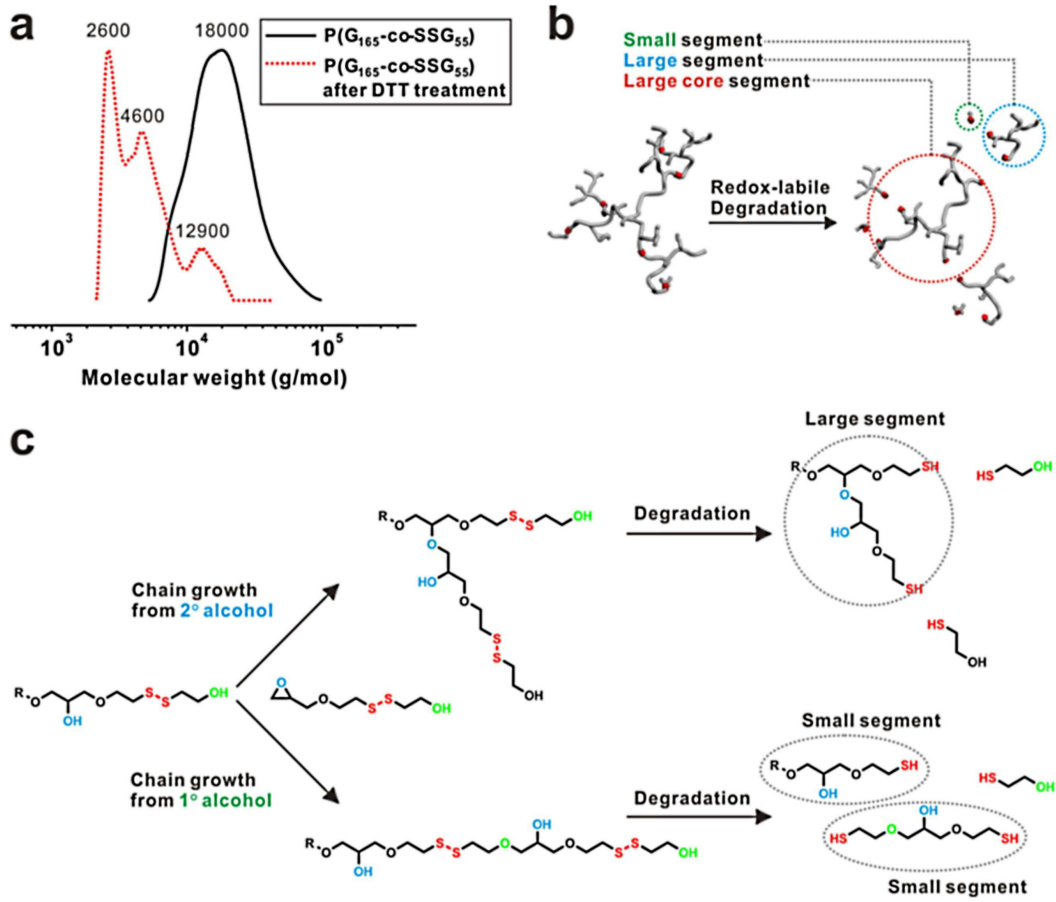 a
2600
18000
4600
12900
P(G165-co-SSG55)
P(G165-co-SSG55)
after DTT treatment
10³
10⁴
10⁵
Molecular weight (g/mol)
b
Small segment
Large segment
Large core segment
Redox-labile
Degradation
c
Large segment
R
O
O
SH
HS
OH
O
HO
O
SH
HS
OH
Degradation
R
O
O
S
S
OH
O
HO
O
S
S
OH
Chain growth
from 2° alcohol
R
O
OH
O
S
S
OH
O
O
S
S
OH
Chain growth
from 1° alcohol
R
O
OH
O
S
S
O
OH
O
S
S
OH
Degradation
Small segment
R
O
OH
O
SH
HS
OH
HS
O
OH
O
SH
Small segment